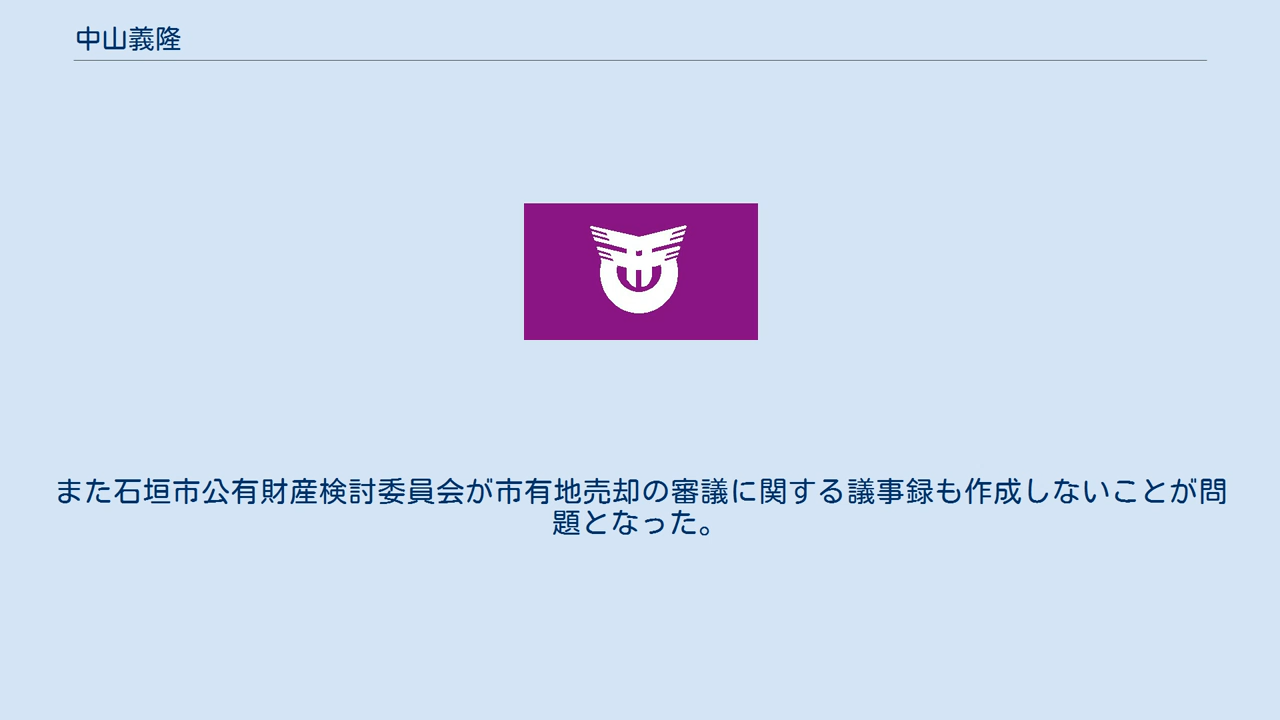 中山義隆
また石垣市公有財産検討委員会が市有地売却の審議に関する議事録も作成しないことが問
題となった。